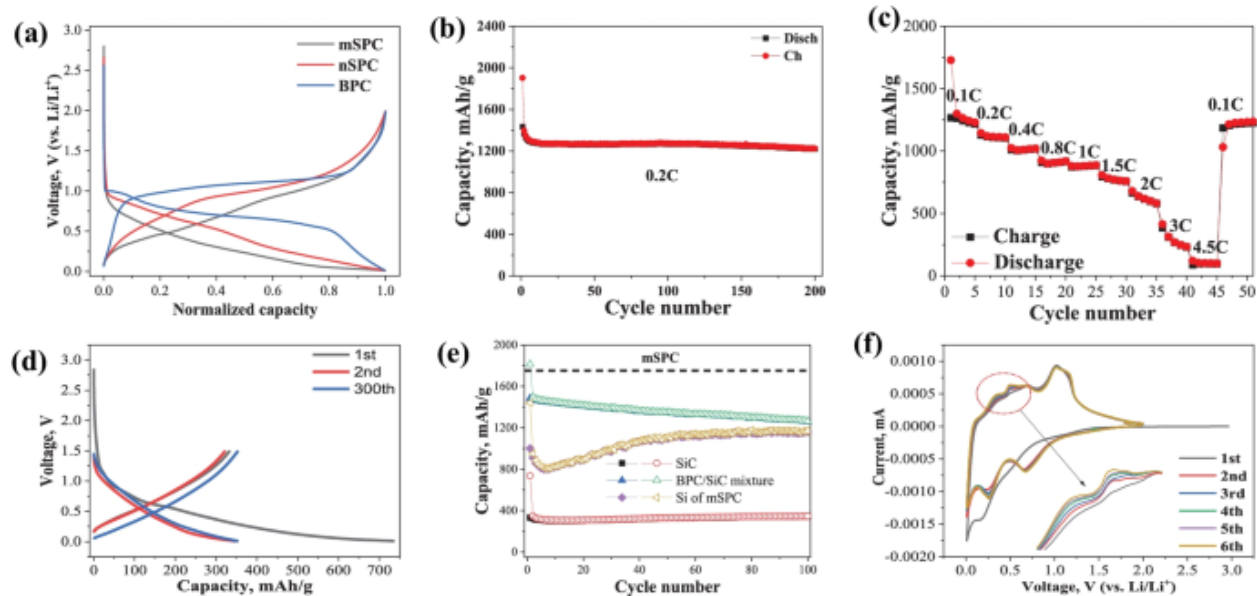 (a)
mSPC
nSPC
BPC
3.0
2.5
2.0
1.5
1.0
0.5
0.0
Voltage, V (vs. Li/Li⁺)
0.0 0.2 0.4 0.6 0.8 1.0
Normalized capacity
(b)
Disch
Ch
2400
2000
1600
1200
800
400
0
Capacity, mAh/g
0.2C
0 50 100 150 200
Cycle number
(c)
2000
1500
1000
500
0
Capacity, mAh/g
0.1C
0.2C
0.4C
0.8C
1C
1.5C
2C
3C
4.5C
0.1C
Charge
Discharge
0 5 10 15 20 25 30 35 40 45 50
Cycle number
(d)
1st
2nd
300th
3.0
2.5
2.0
1.5
1.0
0.5
0.0
Voltage, V
0 100 200 300 400 500 600 700
Capacity, mAh/g
(e)
mSPC
2000
1600
1200
800
400
0
Capacity, mAh/g
SiC
BPC/SiC mixture
Si of mSPC
0 20 40 60 80 100
Cycle number
(f)
0.0010
0.0005
0.0000
-0.0005
-0.0010
-0.0015
-0.0020
Current, mA
1st
2nd
3rd
4th
5th
6th
0.0 0.5 1.0 1.5 2.0 2.5 3.0
Voltage, V (vs. Li/Li⁺)